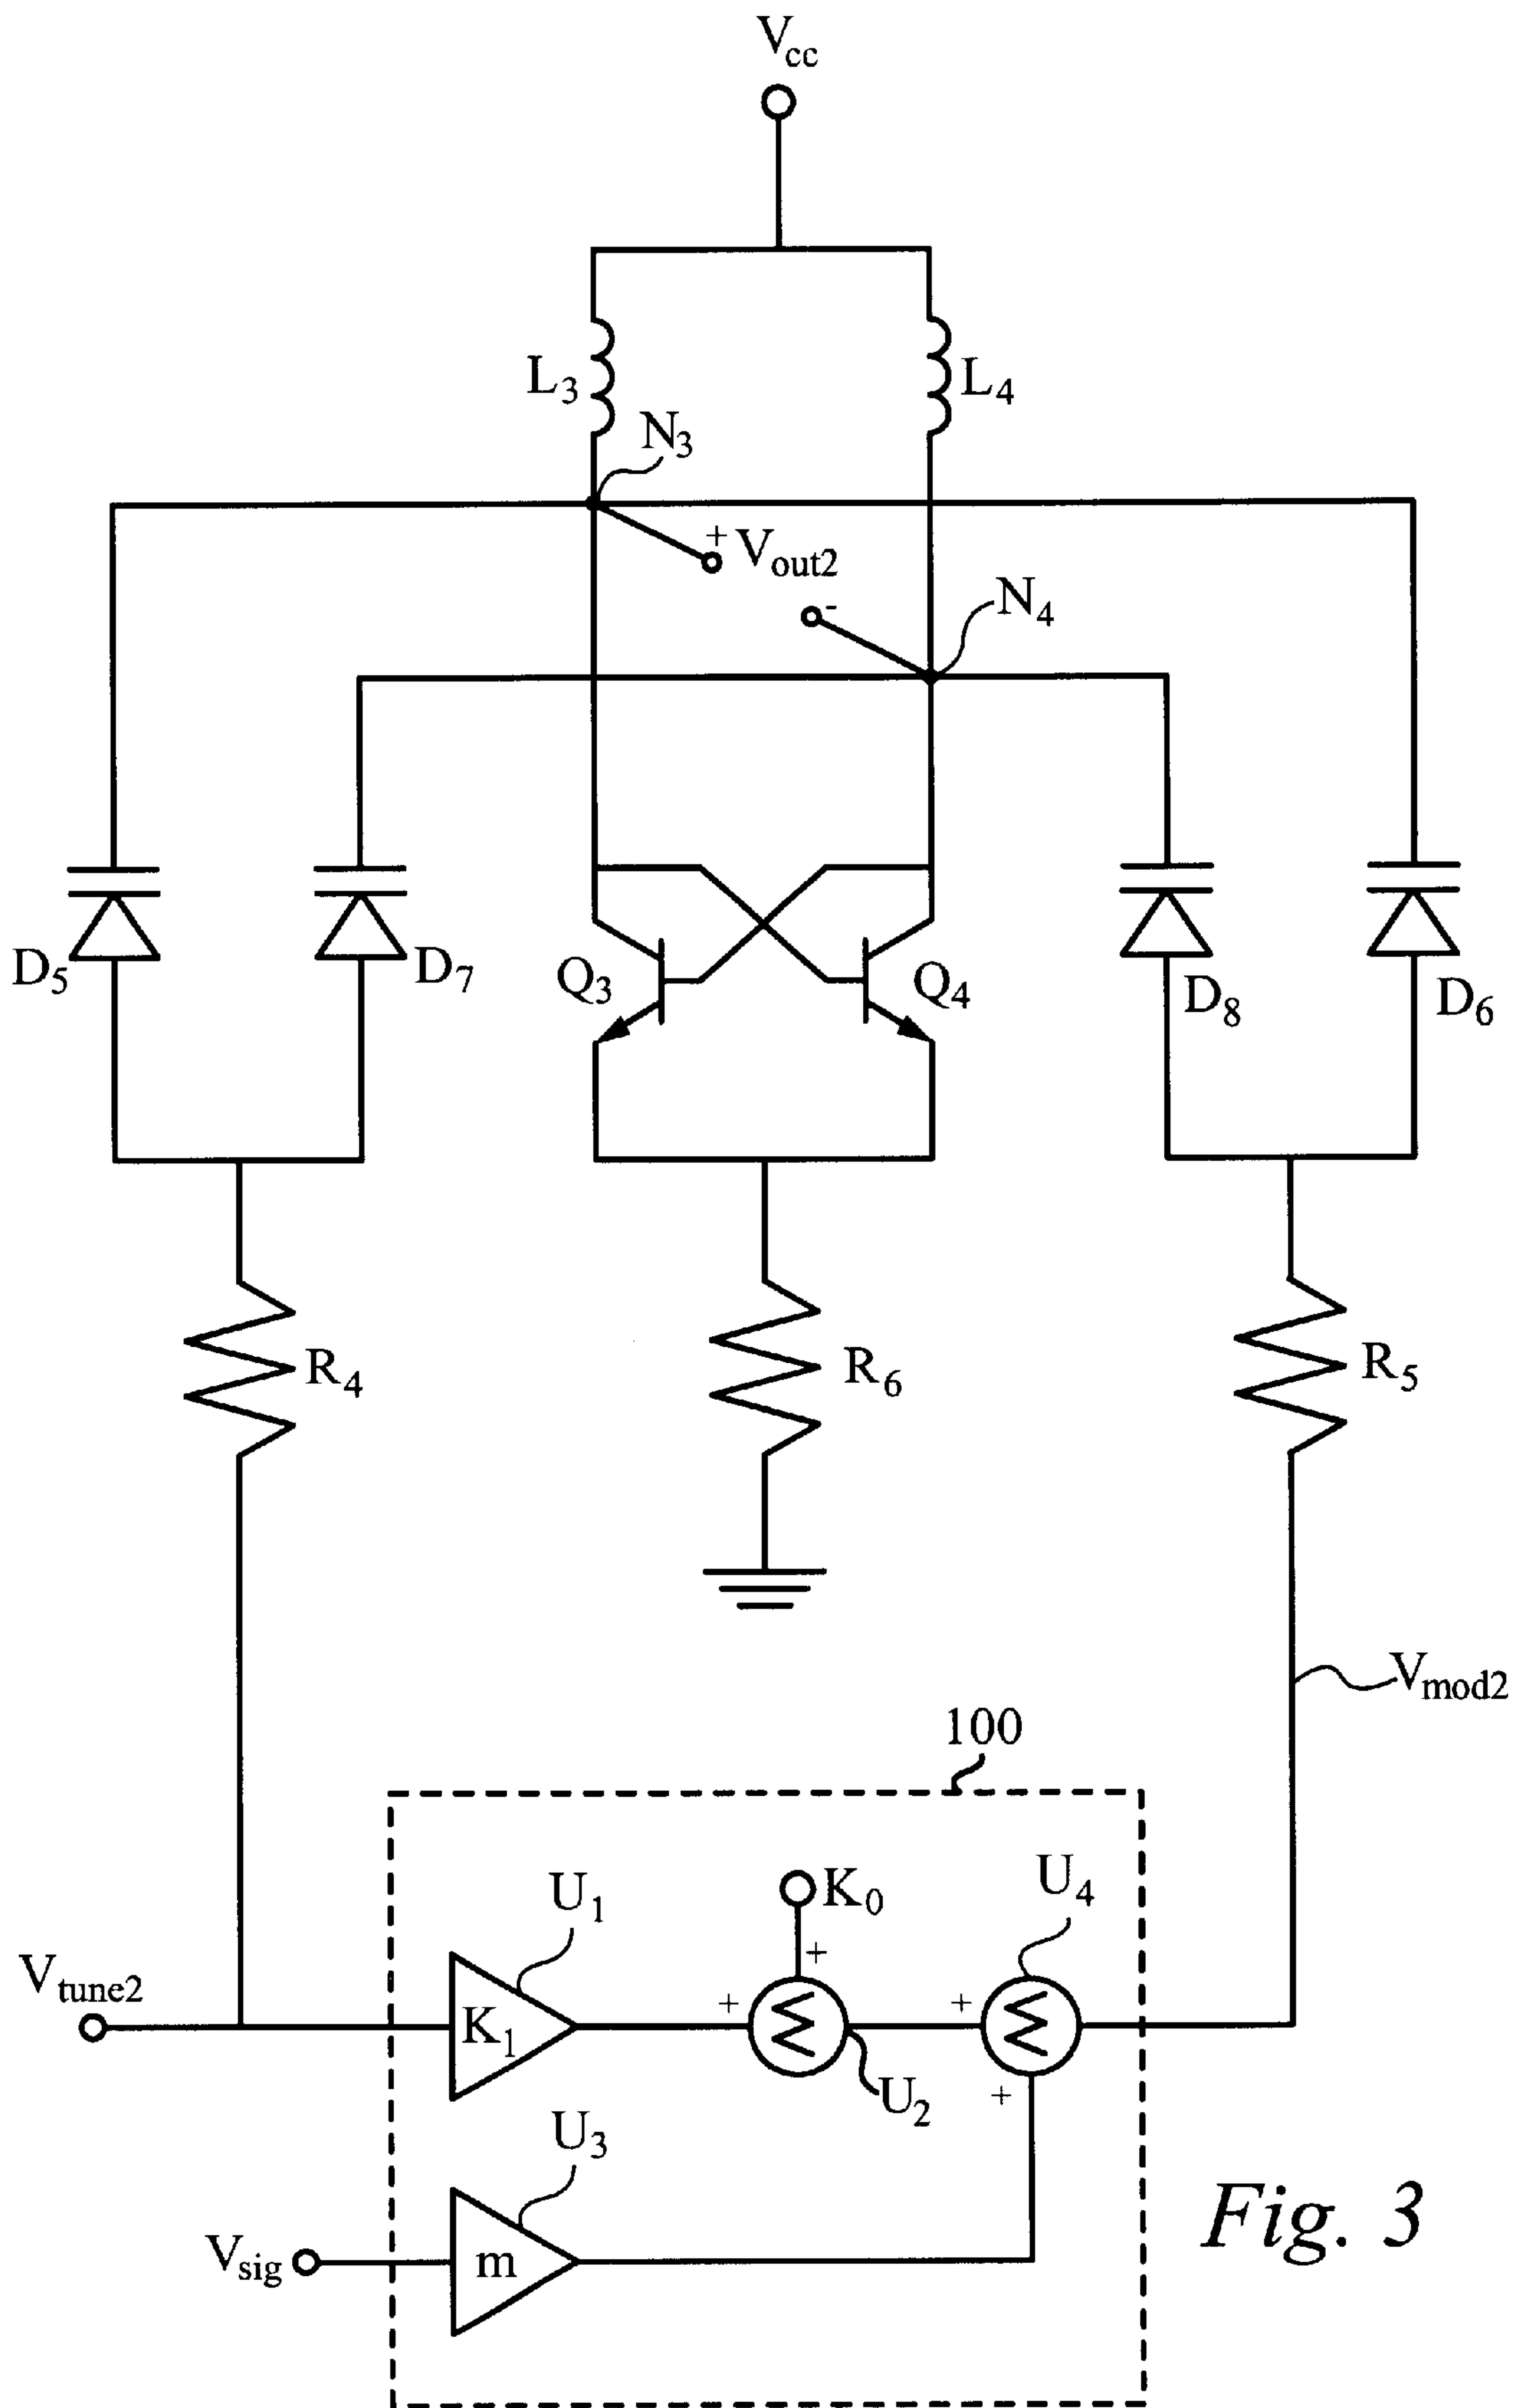 Vcc
L3
L4
N3
+ Vout2
-
N4
D5
D7
Q3
Q4
D8
D6
R4
R6
R5
Vmod2
100
U1
K0
U4
+
Vtune2
K1
+
+
U2
+
U3
Vsig
m
Fig. 3